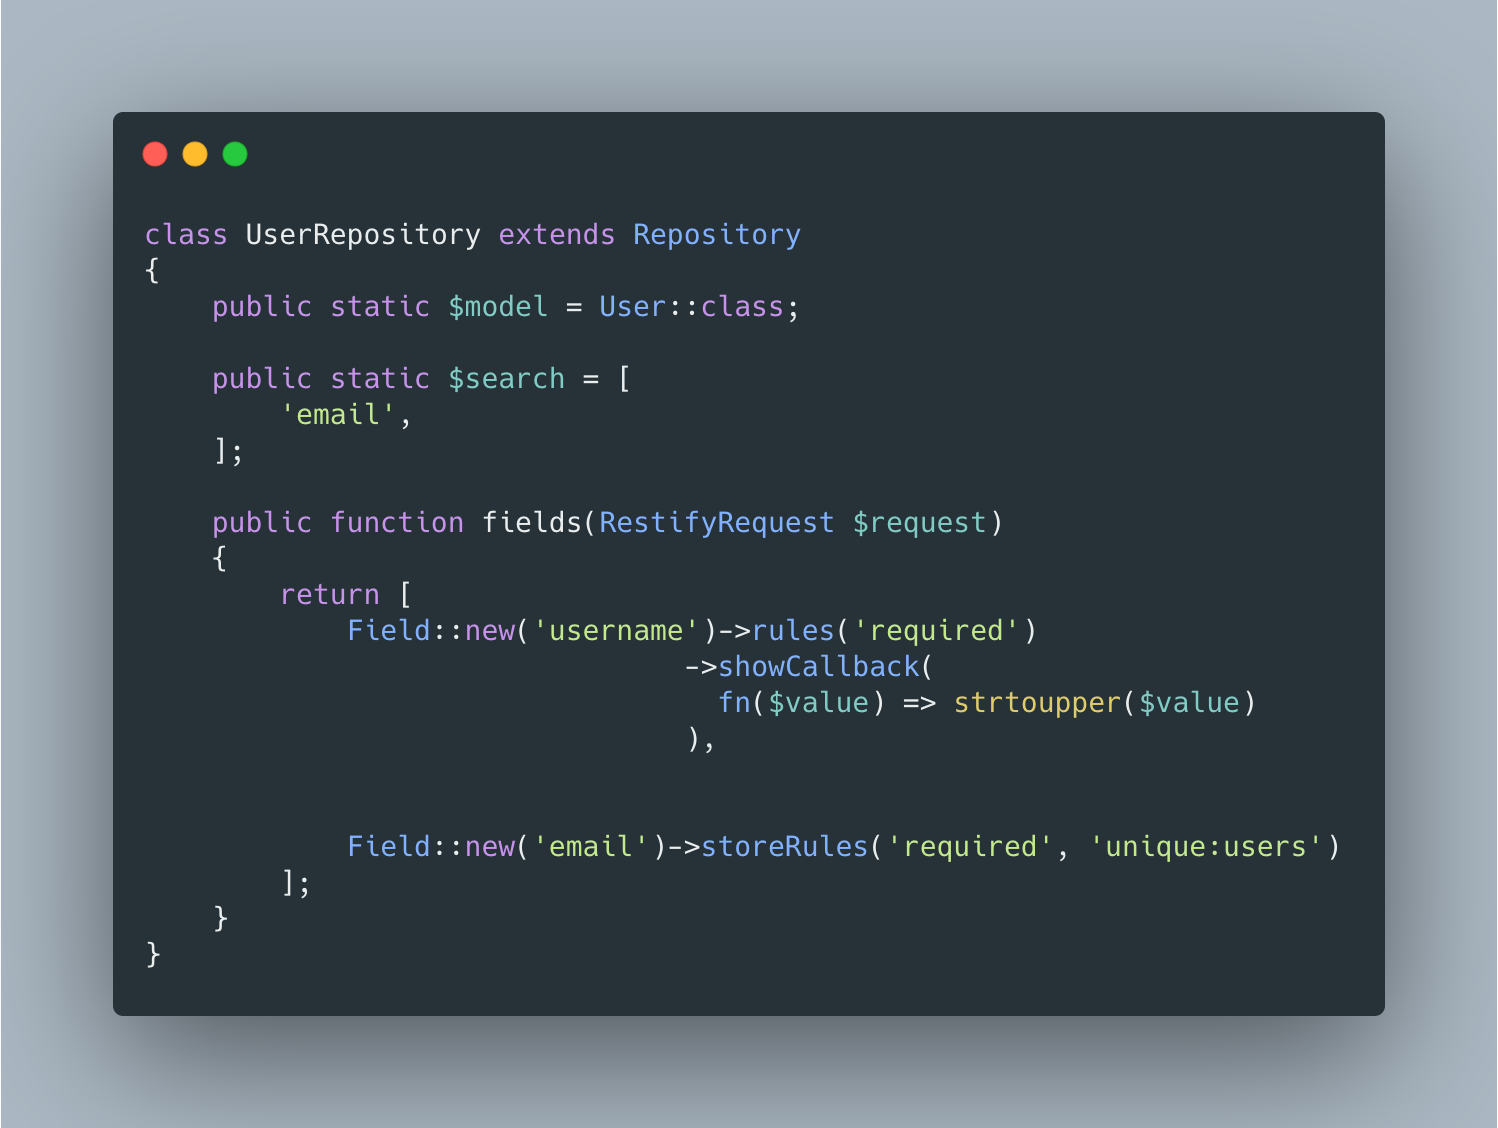 class UserRepository extends Repository
{
    public static $model = User::class;

    public static $search = [
        'email',
    ];

    public function fields(RestifyRequest $request)
    {
        return [
            Field::new('username')->rules('required')
                                ->showCallback(
                                  fn($value) => strtoupper($value)
                                ),


            Field::new('email')->storeRules('required', 'unique:users')
        ];
    }
}